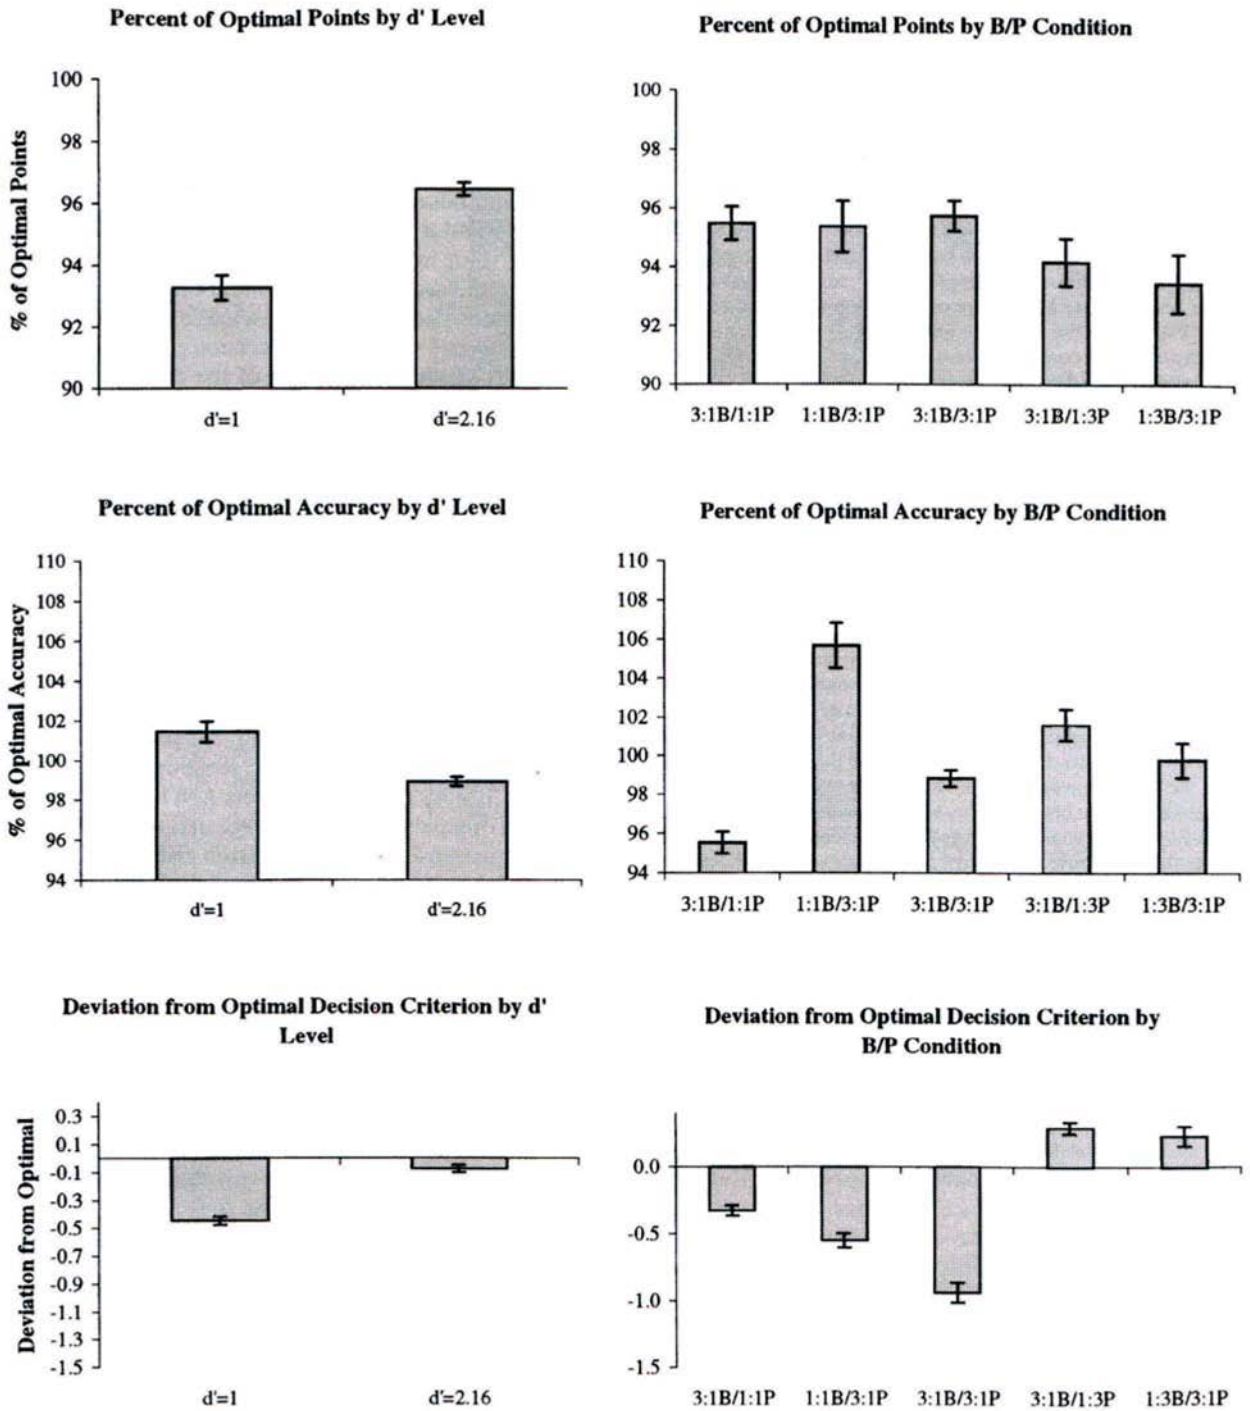 Percent of Optimal Points by d' Level
% of Optimal Points
100
98
96
94
92
90
d'=1 d'=2.16
Percent of Optimal Points by B/P Condition
100
98
96
94
92
90
3:1B/1:1P 1:1B/3:1P 3:1B/3:1P 3:1B/1:3P 1:3B/3:1P
Percent of Optimal Accuracy by d' Level
% of Optimal Accuracy
110
108
106
104
102
100
98
96
94
d'=1 d'=2.16
Percent of Optimal Accuracy by B/P Condition
110
108
106
104
102
100
98
96
94
3:1B/1:1P 1:1B/3:1P 3:1B/3:1P 3:1B/1:3P 1:3B/3:1P
Deviation from Optimal Decision Criterion by d'
Level
Deviation from Optimal
0.3
0.1
-0.1
-0.3
-0.5
-0.7
-0.9
-1.1
-1.3
-1.5
d'=1 d'=2.16
Deviation from Optimal Decision Criterion by
B/P Condition
0.0
-0.5
-1.0
-1.5
3:1B/1:1P 1:1B/3:1P 3:1B/3:1P 3:1B/1:3P 1:3B/3:1P